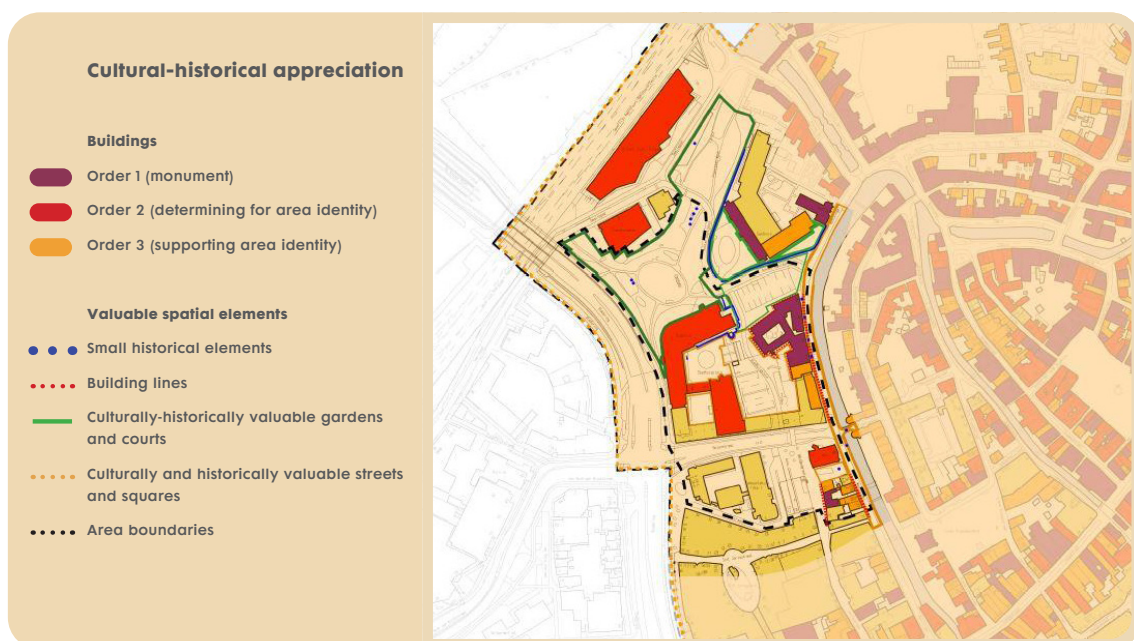 Cultural-historical appreciation
Buildings
Order 1 (monument)
Order 2 (determining for area identity)
Order 3 (supporting area identity)
Valuable spatial elements
Small historical elements
Building lines
Culturally-historically valuable gardens
and courts
Culturally and historically valuable streets
and squares
Area boundaries